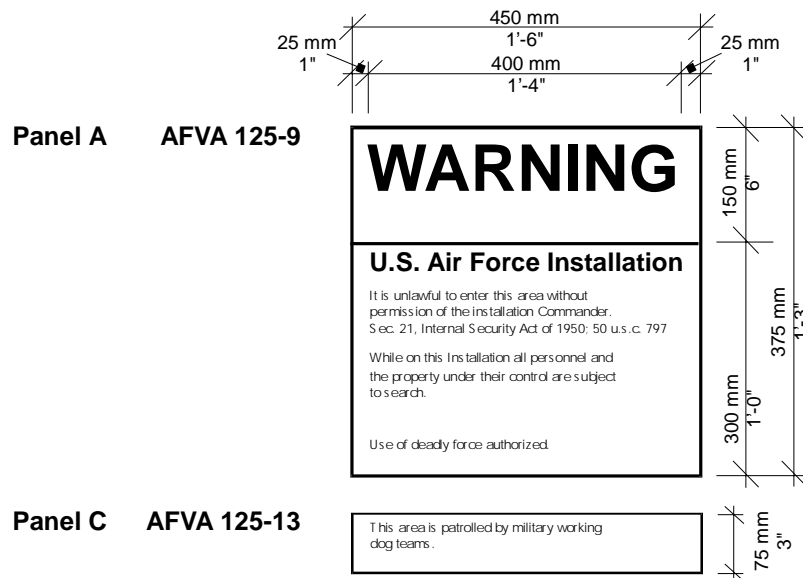 450 mm
1'-6"
25 mm
1"
400 mm
1'-4"
25 mm
1"
Panel A AFVA 125-9
WARNING
150 mm
6"
U.S. Air Force Installation
It is unlawful to enter this area without
permission of the installation Commander.
Sec. 21, Internal Security Act of 1950; 50 u.s.c. 797
While on this Installation all personnel and
the property under their control are subject
to search.
Use of deadly force authorized.
300 mm
1'-0"
375 mm
1'-3"
Panel C AFVA 125-13
This area is patrolled by military working
dog teams.
75 mm
3"